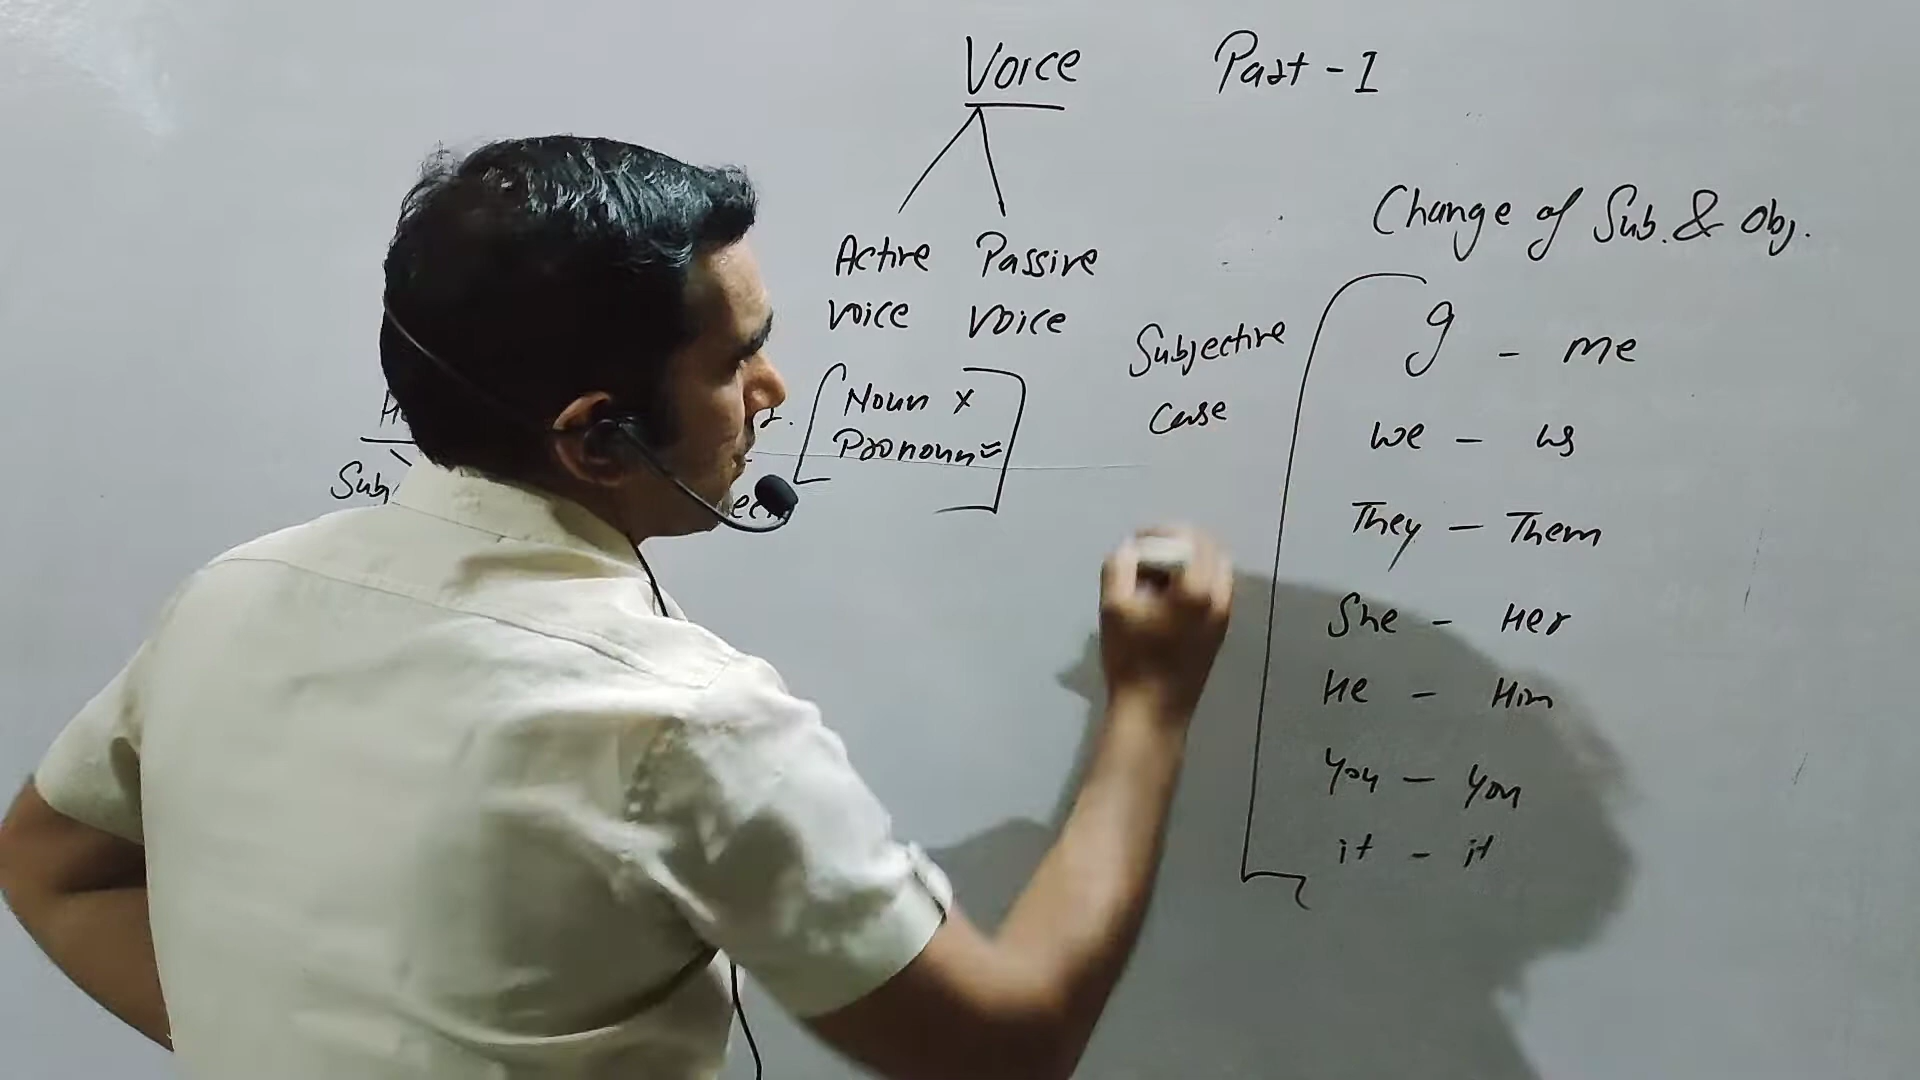 Voice Part - I
Active Passive
voice voice
Noun x
Pronoun =
Sub
Subjective
Case
Change of Sub. & Obj.
I - me
we - us
They - Them
She - Her
He - Him
you - you
it - it